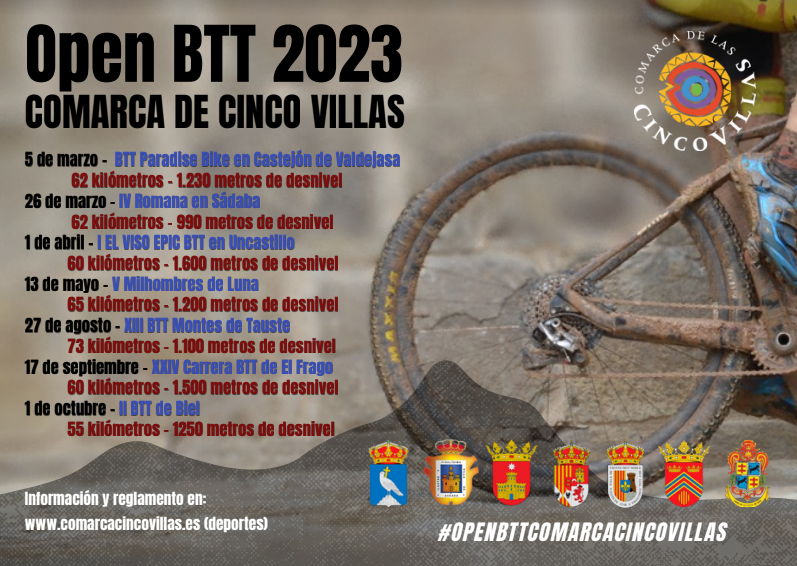 Open BTT 2023
COMARCA DE CINCO VILLAS
COMARCA DE LAS
CINCO VILLAS
5 de marzo - BTT Paradise Bike en Castejón de Valdejasa
62 kilómetros - 1.230 metros de desnivel
26 de marzo - IV Romana en Sádaba
62 kilómetros - 990 metros de desnivel
1 de abril - I EL VISO EPIC BTT en Uncastillo
60 kilómetros - 1.600 metros de desnivel
13 de mayo - V Milhombres de Luna
65 kilómetros - 1.200 metros de desnivel
27 de agosto - XIII BTT Montes de Tauste
73 kilómetros - 1.100 metros de desnivel
17 de septiembre - XXIV Carrera BTT de El Frago
60 kilómetros - 1.500 metros de desnivel
1 de octubre - II BTT de Biel
55 kilómetros - 1250 metros de desnivel
MAXXIS
Información y reglamento en:
www.comarcacincovillas.es (deportes)
#OPENBTTCOMARCACINCOVILLAS